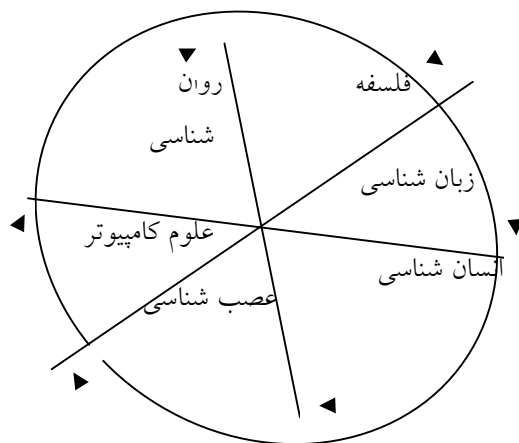 فلسفه
روان
شناسی
زبان شناسی
علوم کامپیوتر
انسان شناسی
عصب شناسی